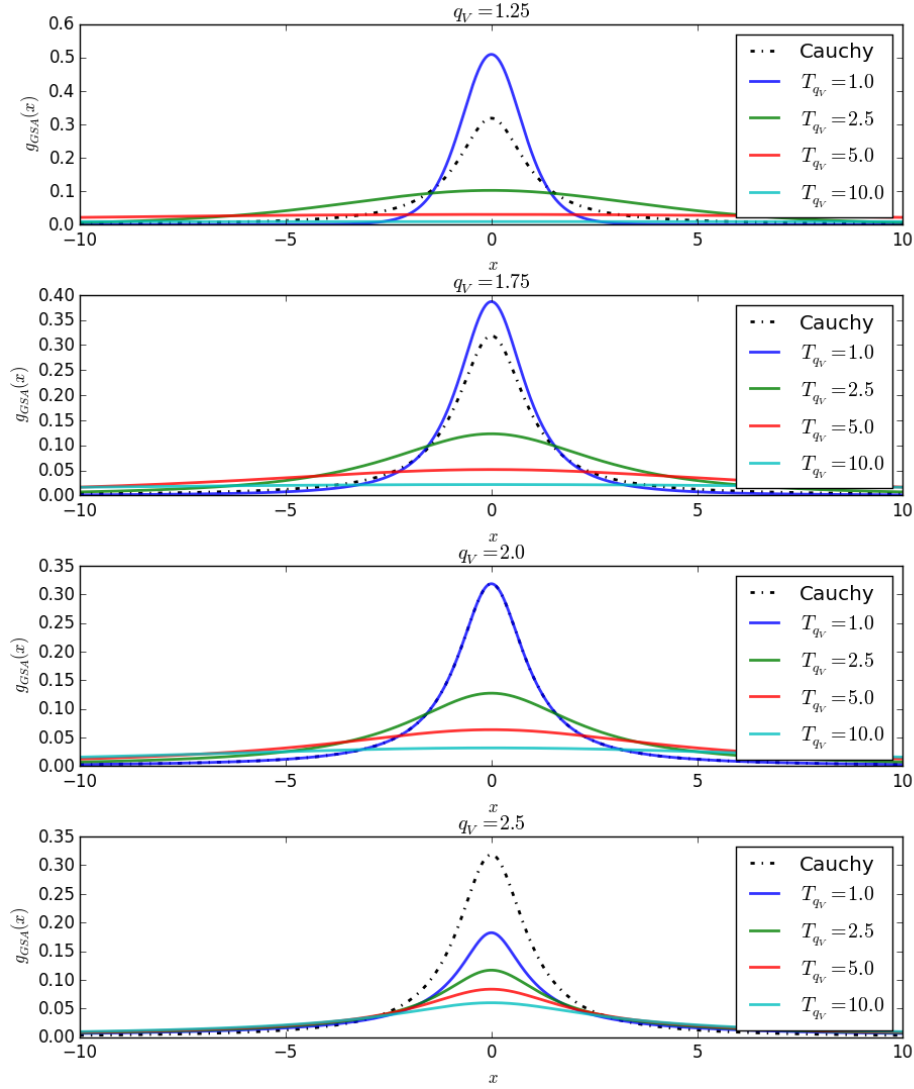 q_V = 1.25
0.6
0.5
0.4
0.3
0.2
0.1
0.0
g_GSA(x)
Cauchy
T_qV = 1.0
T_qV = 2.5
T_qV = 5.0
T_qV = 10.0
−10 −5 0 5 10
x
q_V = 1.75
0.40
0.35
0.30
0.25
0.20
0.15
0.10
0.05
0.00
g_GSA(x)
Cauchy
T_qV = 1.0
T_qV = 2.5
T_qV = 5.0
T_qV = 10.0
−10 −5 0 5 10
x
q_V = 2.0
0.35
0.30
0.25
0.20
0.15
0.10
0.05
0.00
g_GSA(x)
Cauchy
T_qV = 1.0
T_qV = 2.5
T_qV = 5.0
T_qV = 10.0
−10 −5 0 5 10
x
q_V = 2.5
0.35
0.30
0.25
0.20
0.15
0.10
0.05
0.00
g_GSA(x)
Cauchy
T_qV = 1.0
T_qV = 2.5
T_qV = 5.0
T_qV = 10.0
−10 −5 0 5 10
x